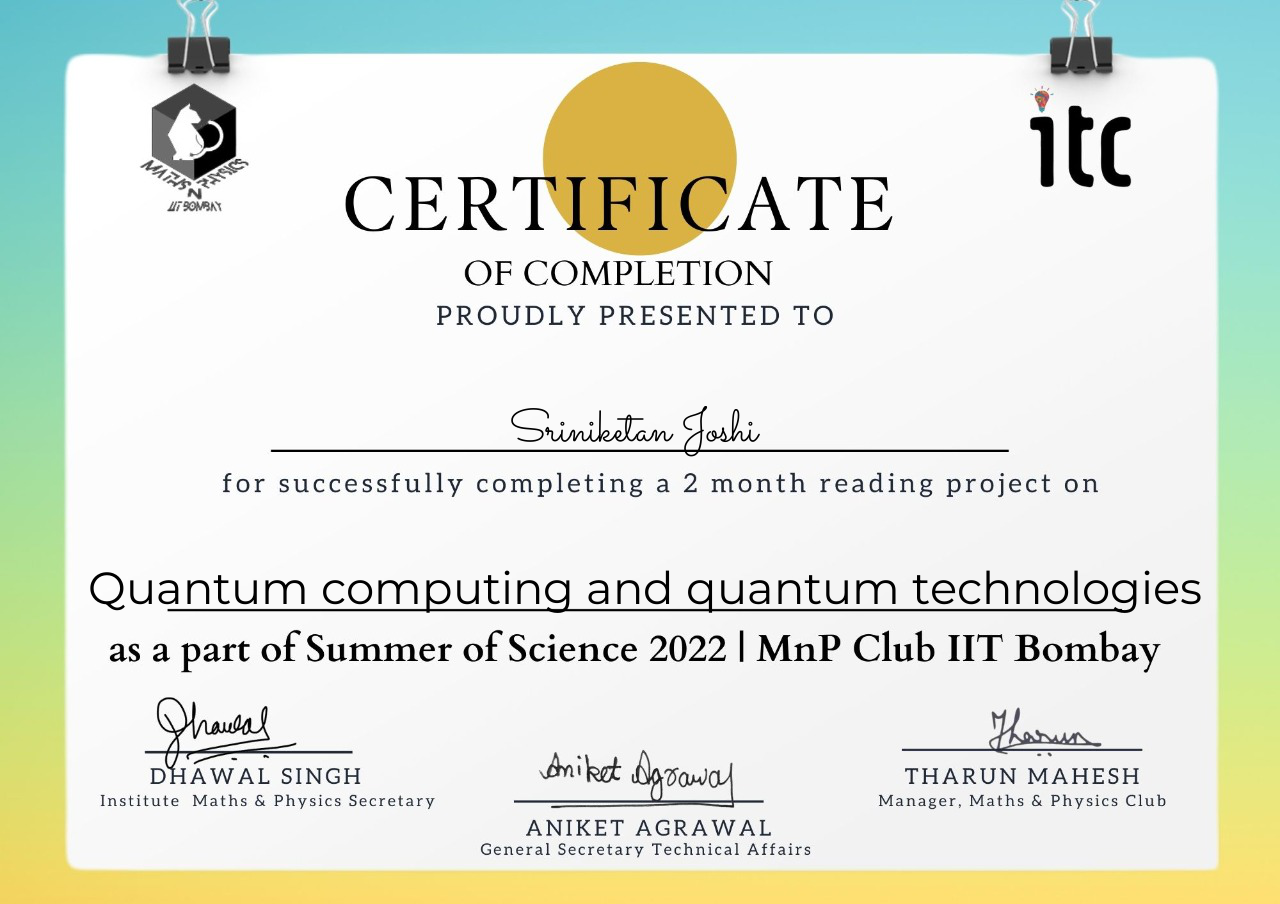 MATHS N PHYSICS
IIT BOMBAY
itc
CERTIFICATE
OF COMPLETION
PROUDLY PRESENTED TO
Sriniketan Joshi
for successfully completing a 2 month reading project on
Quantum computing and quantum technologies
as a part of Summer of Science 2022 | MnP Club IIT Bombay
Dhawal
DHAWAL SINGH
Institute Maths & Physics Secretary
Aniket Agrawal
ANIKET AGRAWAL
General Secretary Technical Affairs
Tharun
THARUN MAHESH
Manager, Maths & Physics Club